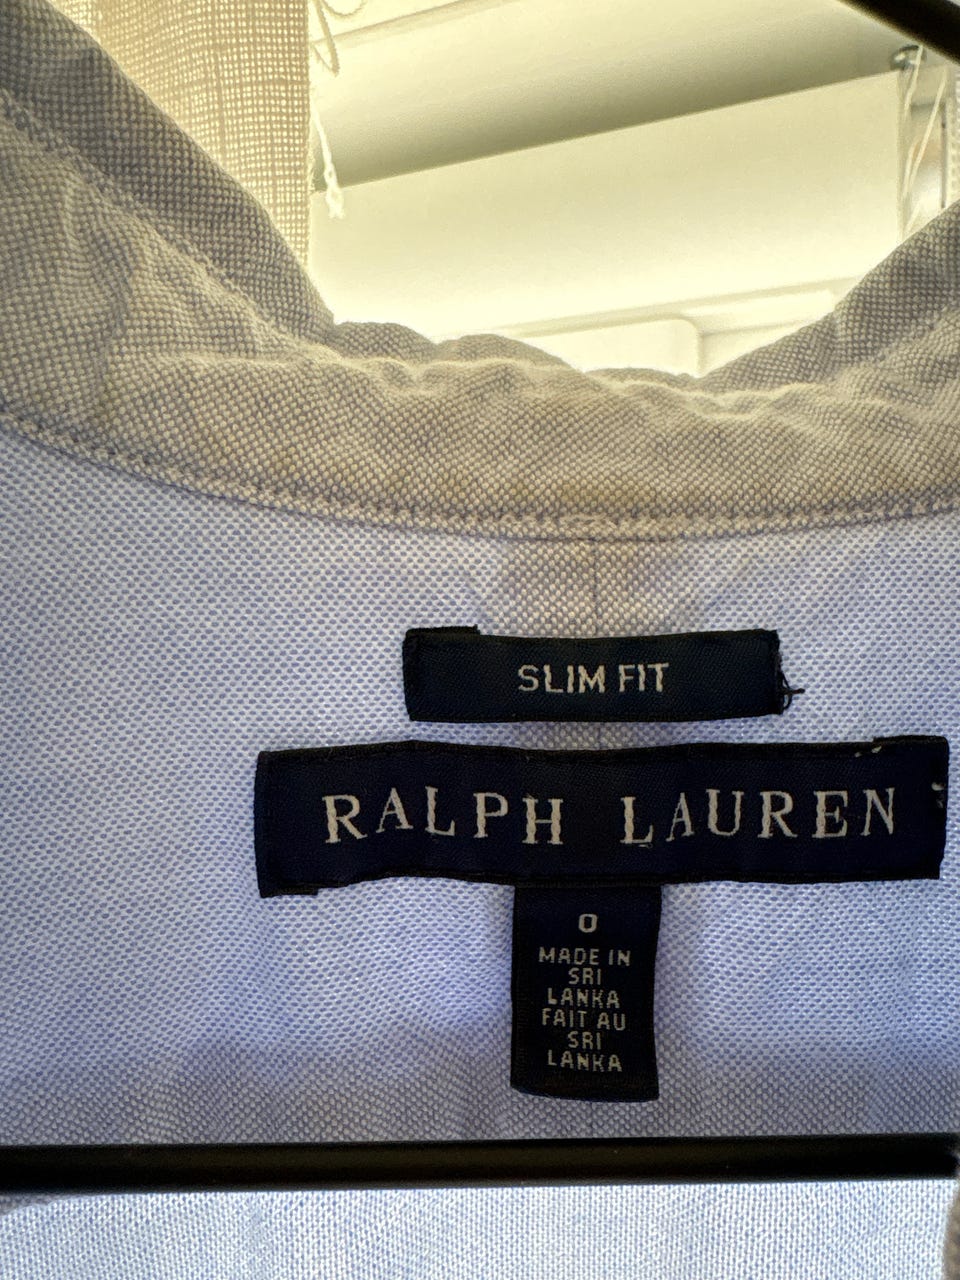 SLIM FIT
RALPH LAUREN
0
MADE IN
SRI
LANKA
FAIT AU
SRI
LANKA